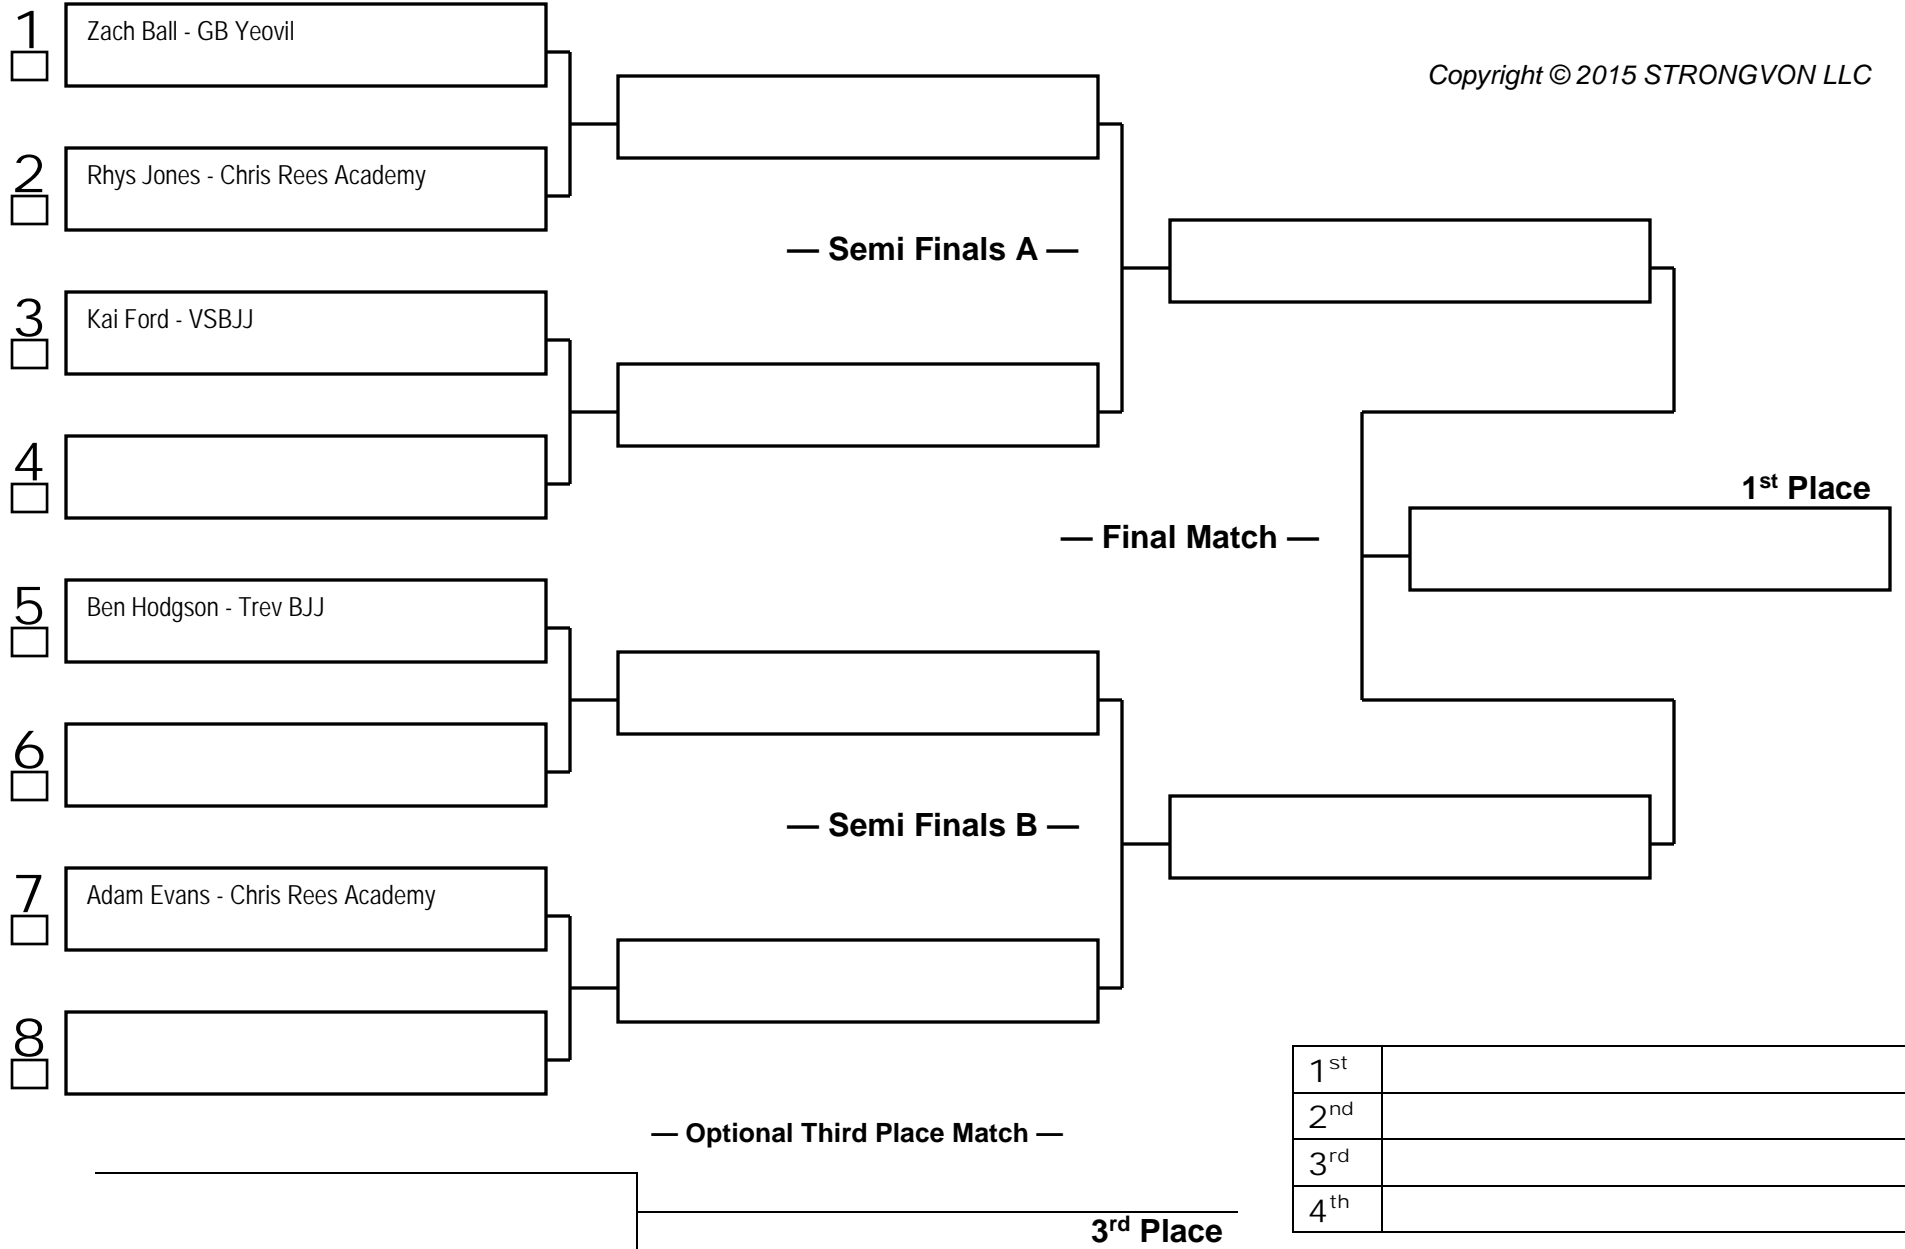 1
Zach Ball - GB Yeovil
Copyright © 2015 STRONGVON LLC
2
Rhys Jones - Chris Rees Academy
— Semi Finals A —
3
Kai Ford - VSBJJ
4
1st Place
— Final Match —
5
Ben Hodgson - Trev BJJ
6
— Semi Finals B —
7
Adam Evans - Chris Rees Academy
8
1st
2nd
— Optional Third Place Match —
3rd
4th
3rd Place